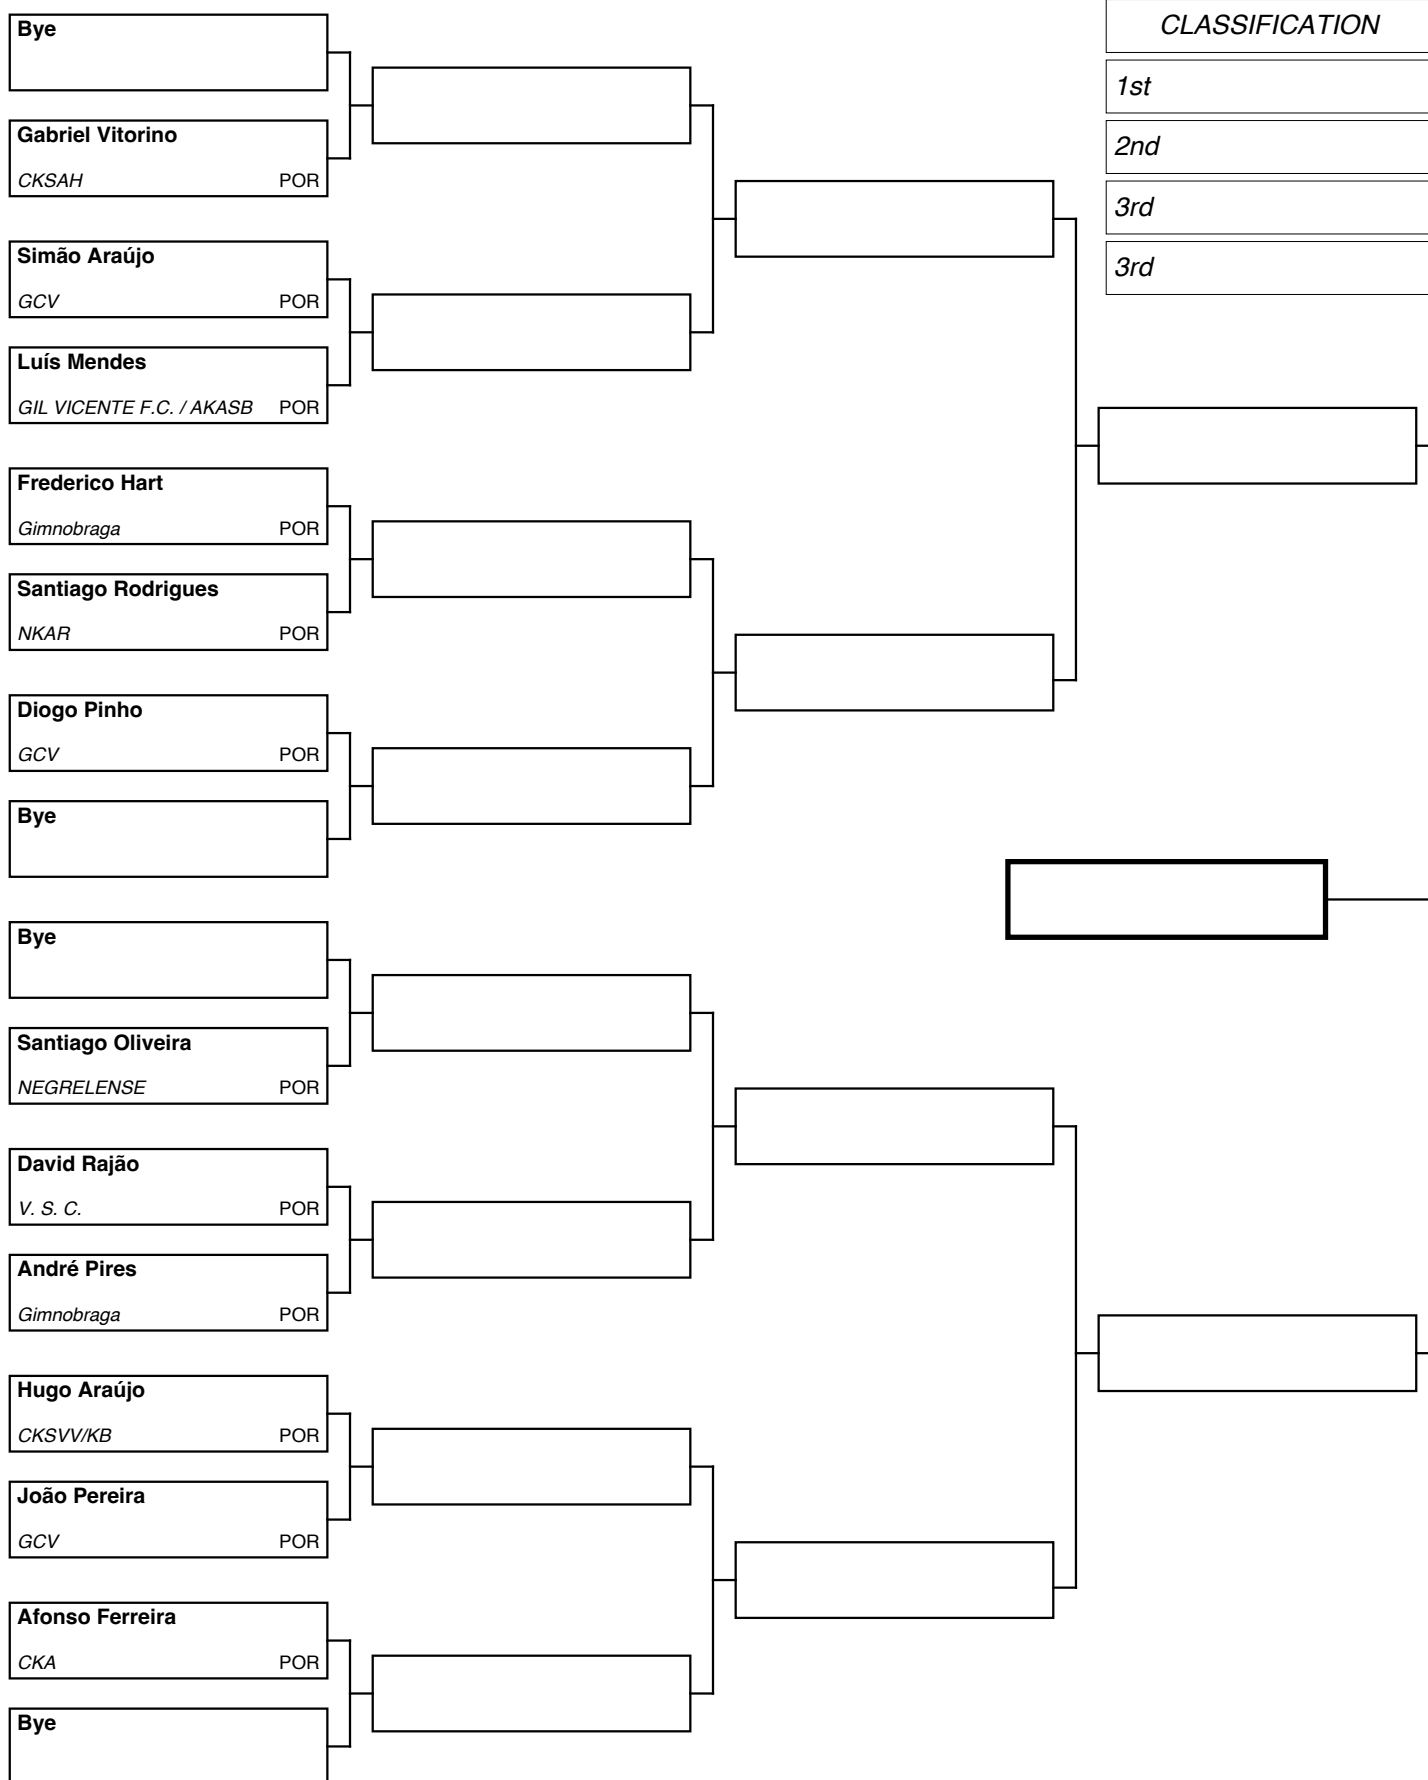 Bye
Gabriel Vitorino
CKSAH POR
Simão Araújo
GCV POR
Luís Mendes
GIL VICENTE F.C. / AKASB POR
Frederico Hart
Gimnobraga POR
Santiago Rodrigues
NKAR POR
Diogo Pinho
GCV POR
Bye
Bye
Santiago Oliveira
NEGRELENSE POR
David Rajão
V. S. C. POR
André Pires
Gimnobraga POR
Hugo Araújo
CKSVV/KB POR
João Pereira
GCV POR
Afonso Ferreira
CKA POR
Bye
CLASSIFICATION
1st
2nd
3rd
3rd